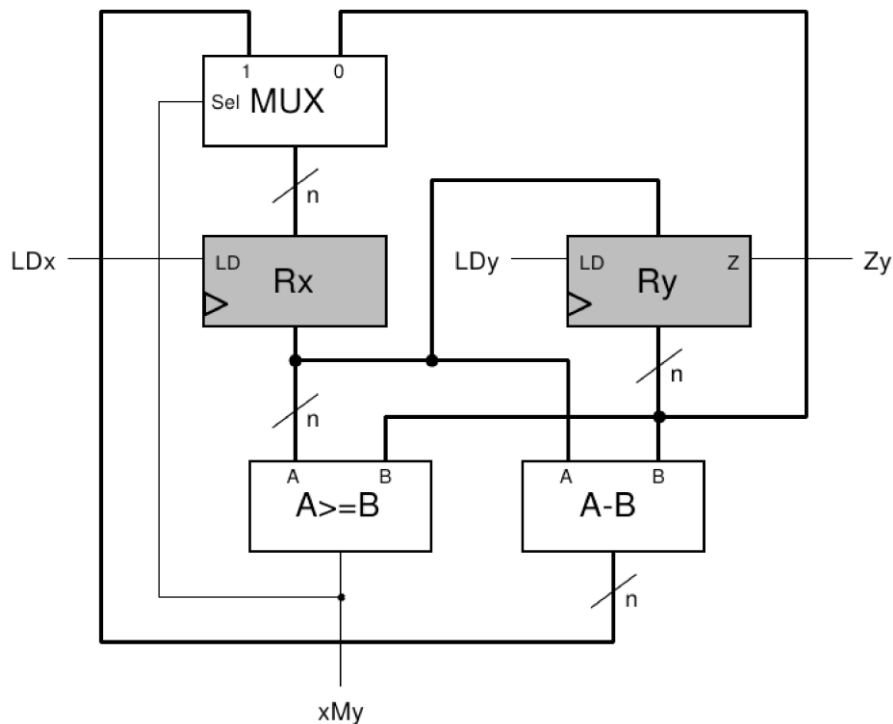 1 0
Sel MUX
n
LDx LD Rx
LDy LD Ry Z Zy
n
n
A B
A>=B
A B
A-B
n
xMy